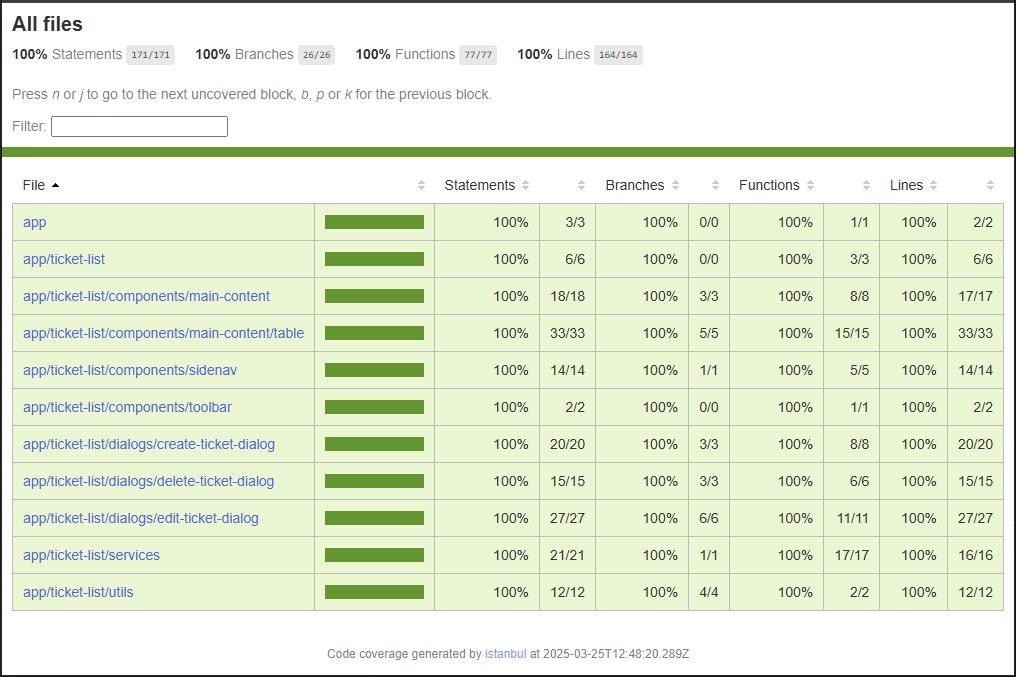 All files
100% Statements 171/171 100% Branches 26/26 100% Functions 77/77 100% Lines 164/164
Press n or j to go to the next uncovered block, b, p or k for the previous block.
Filter:
File Statements Branches Functions Lines
app 100% 3/3 100% 0/0 100% 1/1 100% 2/2
app/ticket-list 100% 6/6 100% 0/0 100% 3/3 100% 6/6
app/ticket-list/components/main-content 100% 18/18 100% 3/3 100% 8/8 100% 17/17
app/ticket-list/components/main-content/table 100% 33/33 100% 5/5 100% 15/15 100% 33/33
app/ticket-list/components/sidenav 100% 14/14 100% 1/1 100% 5/5 100% 14/14
app/ticket-list/components/toolbar 100% 2/2 100% 0/0 100% 1/1 100% 2/2
app/ticket-list/dialogs/create-ticket-dialog 100% 20/20 100% 3/3 100% 8/8 100% 20/20
app/ticket-list/dialogs/delete-ticket-dialog 100% 15/15 100% 3/3 100% 6/6 100% 15/15
app/ticket-list/dialogs/edit-ticket-dialog 100% 27/27 100% 6/6 100% 11/11 100% 27/27
app/ticket-list/services 100% 21/21 100% 1/1 100% 17/17 100% 16/16
app/ticket-list/utils 100% 12/12 100% 4/4 100% 2/2 100% 12/12
Code coverage generated by istanbul at 2025-03-25T12:48:20.289Z